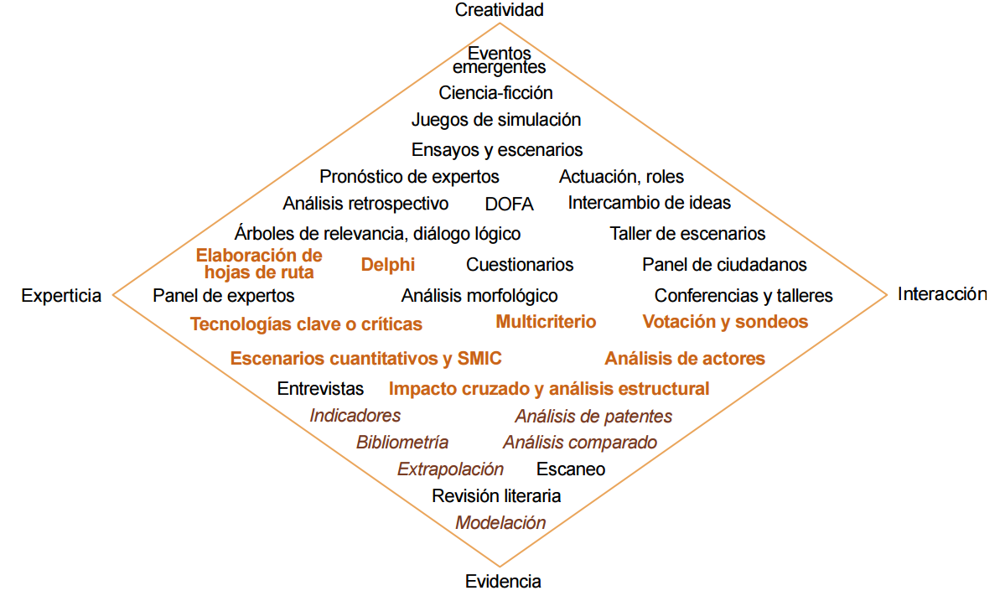 Creatividad
Eventos
emergentes
Ciencia-ficción
Juegos de simulación
Ensayos y escenarios
Pronóstico de expertos
Actuación, roles
Análisis retrospectivo
DOFA
Intercambio de ideas
Árboles de relevancia, diálogo lógico
Taller de escenarios
Elaboración de
hojas de ruta
Delphi
Cuestionarios
Panel de ciudadanos
Experticia
Panel de expertos
Análisis morfológico
Conferencias y talleres
Interacción
Tecnologías clave o críticas
Multicriterio
Votación y sondeos
Escenarios cuantitativos y SMIC
Análisis de actores
Entrevistas
Impacto cruzado y análisis estructural
Indicadores
Análisis de patentes
Bibliometría
Análisis comparado
Extrapolación
Escaneo
Revisión literaria
Modelación
Evidencia